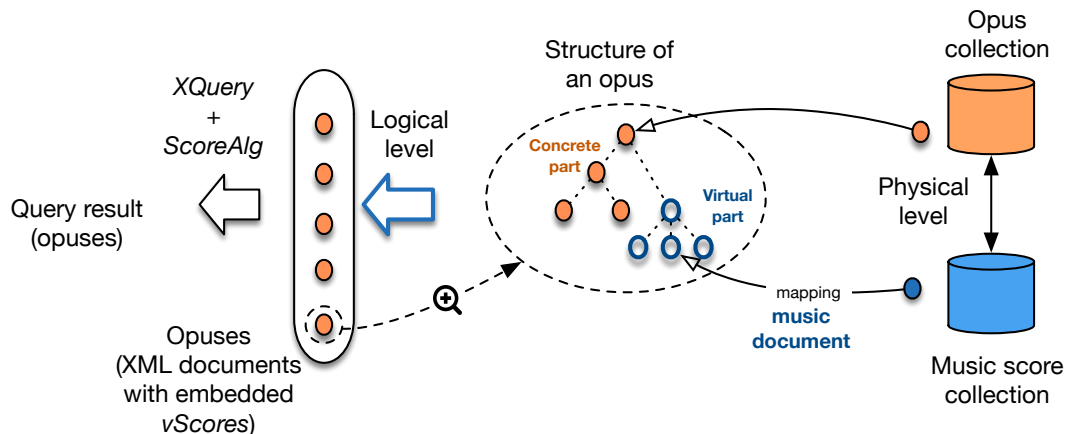 XQuery
+
ScoreAlg
Query result
(opuses)
Logical
level
Opuses
(XML documents
with embedded
vScores)
Structure of
an opus
Concrete
part
Virtual
part
mapping
music
document
Opus
collection
Physical
level
Music score
collection